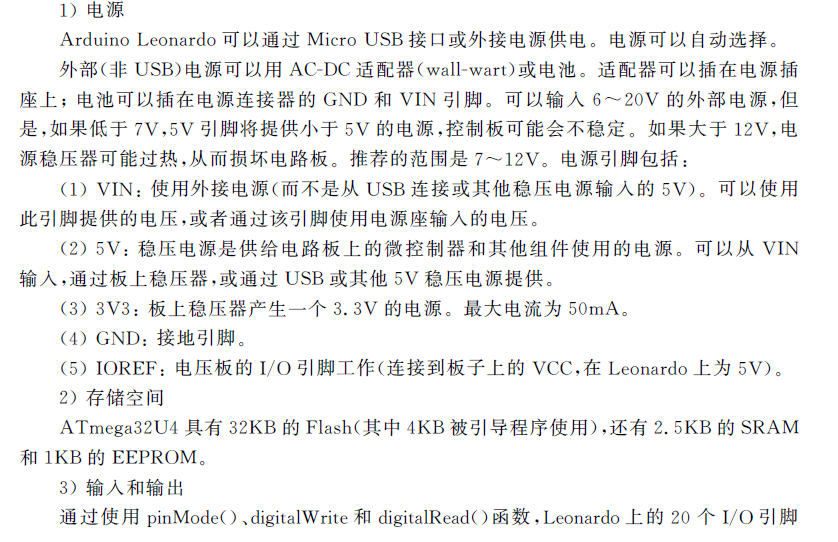 1) 电源
Arduino Leonardo 可以通过 Micro USB 接口或外接电源供电。电源可以自动选择。
外部(非 USB)电源可以用 AC-DC 适配器(wall-wart)或电池。适配器可以插在电源插
座上；电池可以插在电源连接器的 GND 和 VIN 引脚。可以输入 6～20V 的外部电源,但
是,如果低于 7V,5V 引脚将提供小于 5V 的电源,控制板可能会不稳定。如果大于 12V,电
源稳压器可能过热,从而损坏电路板。推荐的范围是 7～12V。电源引脚包括：
(1) VIN：使用外接电源(而不是从 USB 连接或其他稳压电源输入的 5V)。可以使用
此引脚提供的电压,或者通过该引脚使用电源座输入的电压。
(2) 5V：稳压电源是供给电路板上的微控制器和其他组件使用的电源。可以从 VIN
输入,通过板上稳压器,或通过 USB 或其他 5V 稳压电源提供。
(3) 3V3：板上稳压器产生一个 3.3V 的电源。最大电流为 50mA。
(4) GND：接地引脚。
(5) IOREF：电压板的 I/O 引脚工作(连接到板子上的 VCC,在 Leonardo 上为 5V)。
2) 存储空间
ATmega32U4 具有 32KB 的 Flash(其中 4KB 被引导程序使用),还有 2.5KB 的 SRAM
和 1KB 的 EEPROM。
3) 输入和输出
通过使用 pinMode()、digitalWrite 和 digitalRead()函数,Leonardo 上的 20 个 I/O 引脚